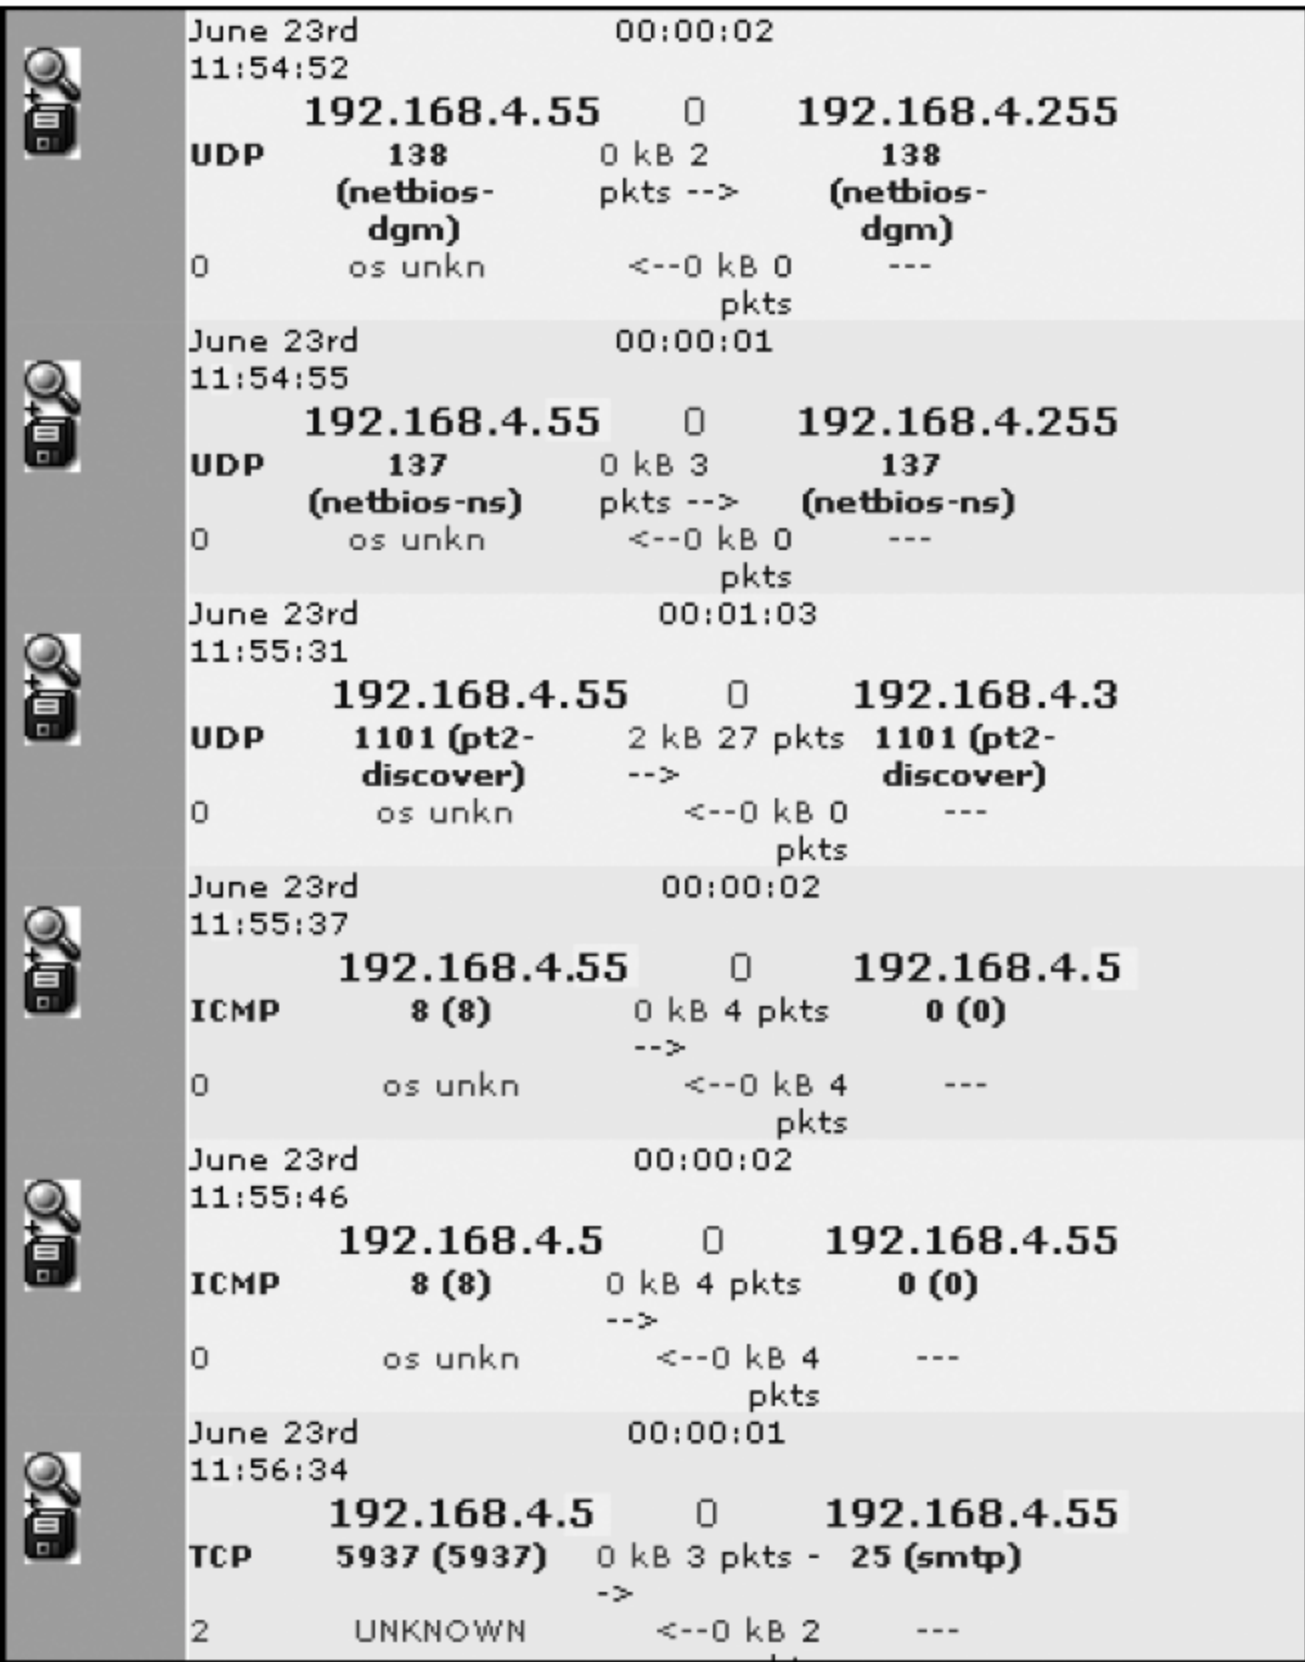 June 23rd 00:00:02
11:54:52
192.168.4.55 0 192.168.4.255
UDP 138 0 kB 2 138
(netbios- pkts --> (netbios-
dgm) dgm)
0 os unkn <--0 kB 0 ---
pkts
June 23rd 00:00:01
11:54:55
192.168.4.55 0 192.168.4.255
UDP 137 0 kB 3 137
(netbios-ns) pkts --> (netbios-ns)
0 os unkn <--0 kB 0 ---
pkts
June 23rd 00:01:03
11:55:31
192.168.4.55 0 192.168.4.3
UDP 1101 (pt2- 2 kB 27 pkts 1101 (pt2-
discover) --> discover)
0 os unkn <--0 kB 0 ---
pkts
June 23rd 00:00:02
11:55:37
192.168.4.55 0 192.168.4.5
ICMP 8 (8) 0 kB 4 pkts 0 (0)
-->
0 os unkn <--0 kB 4 ---
pkts
June 23rd 00:00:02
11:55:46
192.168.4.5 0 192.168.4.55
ICMP 8 (8) 0 kB 4 pkts 0 (0)
-->
0 os unkn <--0 kB 4 ---
pkts
June 23rd 00:00:01
11:56:34
192.168.4.5 0 192.168.4.55
TCP 5937 (5937) 0 kB 3 pkts - 25 (smtp)
->
2 UNKNOWN <--0 kB 2 ---